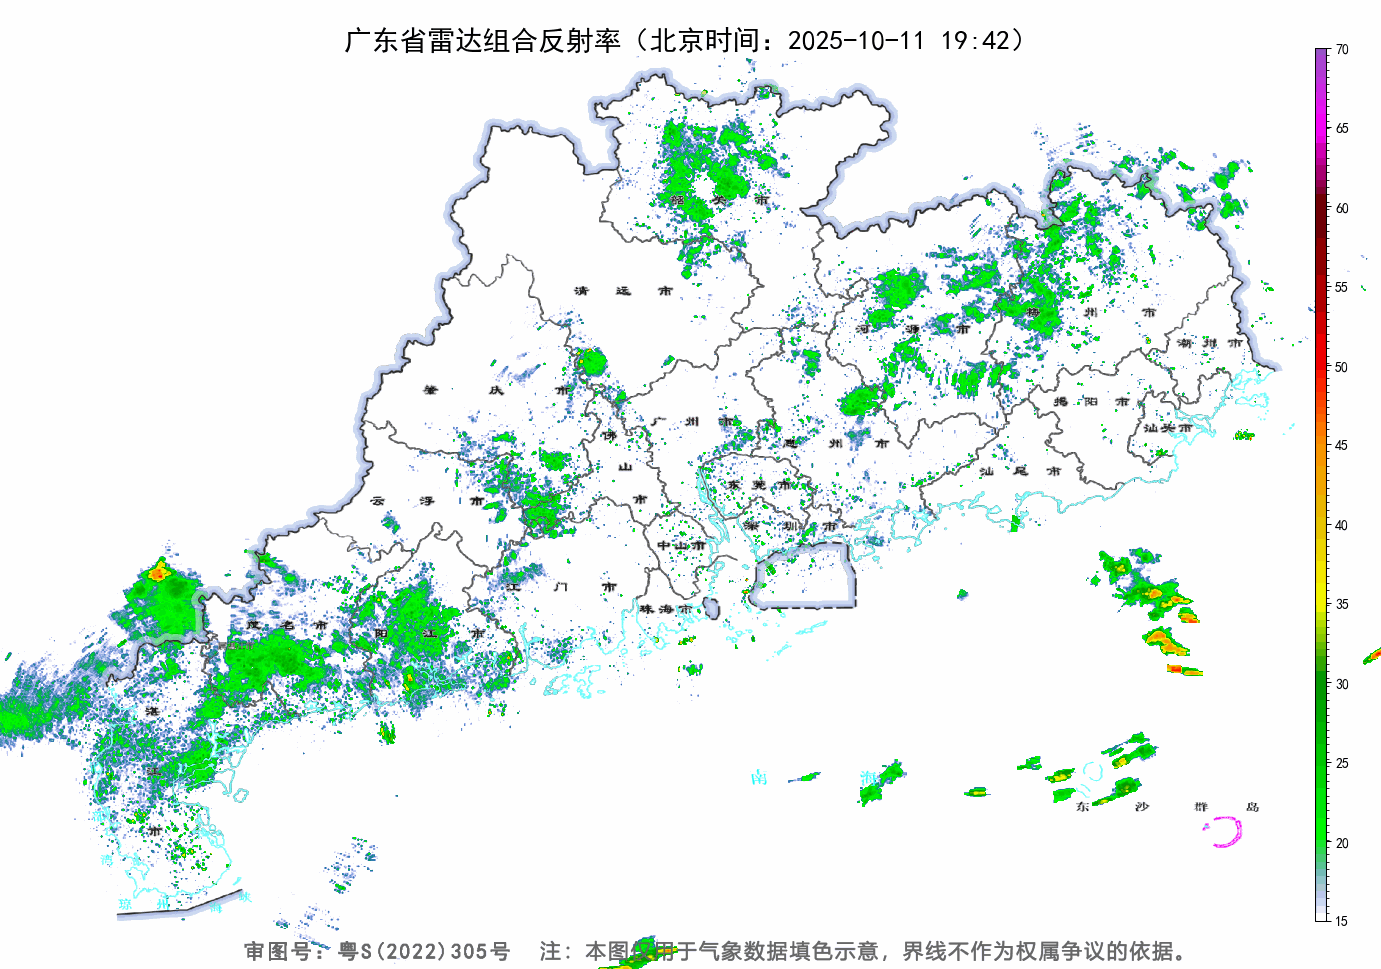 广东省雷达组合反射率（北京时间：2025-10-11 19:42）
70
65
60
55
50
45
40
35
30
25
20
15
韶 关 市
清 远 市
河 源 市
梅 州 市
潮 州 市
肇 庆 市
广 州 市
揭 阳 市
汕头市
佛 山 市
惠 州 市
汕 尾 市
云 浮 市
东 莞 市
深 圳 市
中山市
江 门 市
珠海市
茂 名 市
阳 江 市
湛 江 市
南 海
东 沙 群 岛
琼 州 海 峡
审图号：粤S(2022)305号 注：本图仅用于气象数据填色示意，界线不作为权属争议的依据。